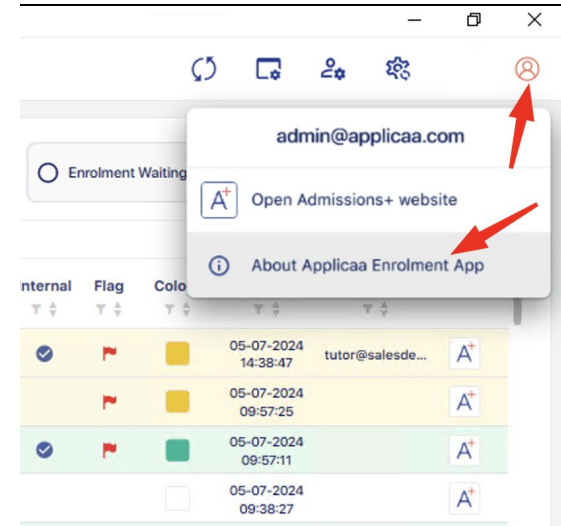 admin@applicaa.com
Enrolment Waiting
A+ Open Admissions+ website
About Applicaa Enrolment App
nternal Flag Colo
05-07-2024
14:38:47
tutor@salesde... A+
05-07-2024
09:57:25
A+
05-07-2024
09:57:11
A+
05-07-2024
09:38:27
A+